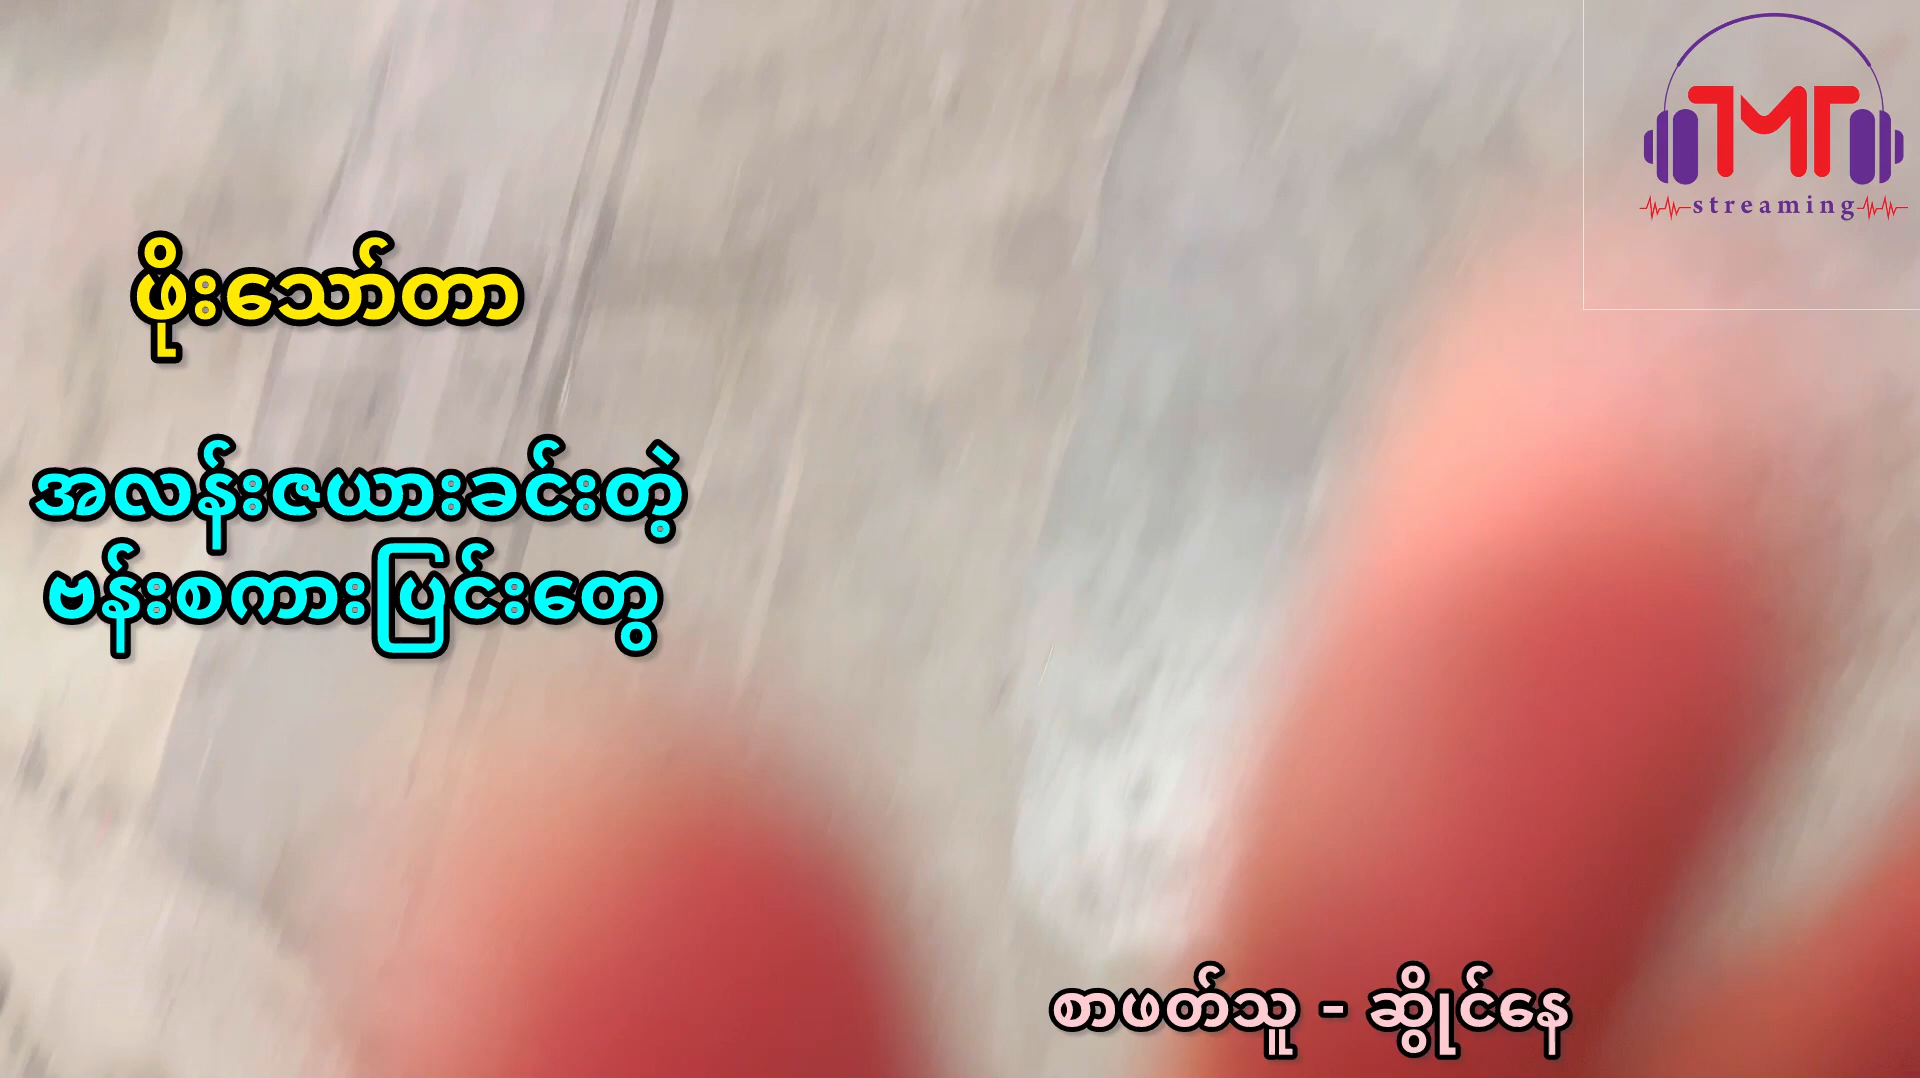 TMT
streaming
ဖိုးသော်တာ
အလန်းဇယားခင်းတဲ့
ဗန်းစကားပြင်းတွေ
စာဖတ်သူ - ဆွိုင်နေ